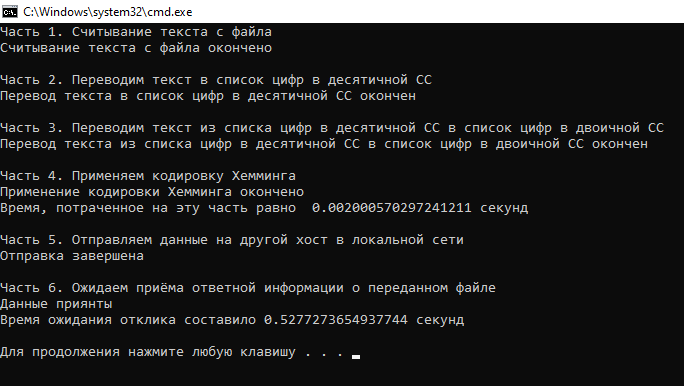 C:\Windows\system32\cmd.exe
Часть 1. Считывание текста с файла
Считывание текста с файла окончено
Часть 2. Переводим текст в список цифр в десятичной СС
Перевод текста в список цифр в десятичной СС окончен
Часть 3. Переводим текст из списка цифр в десятичной СС в список цифр в двоичной СС
Перевод текста из списка цифр в десятичной СС в список цифр в двоичной СС окончен
Часть 4. Применяем кодировку Хемминга
Применение кодировки Хемминга окончено
Время, потраченное на эту часть равно  0.002000570297241211 секунд
Часть 5. Отправляем данные на другой хост в локальной сети
Отправка завершена
Часть 6. Ожидаем приёма ответной информации о переданном файле
Данные приянты
Время ожидания отклика составило 0.5277273654937744 секунд
Для продолжения нажмите любую клавишу . . .